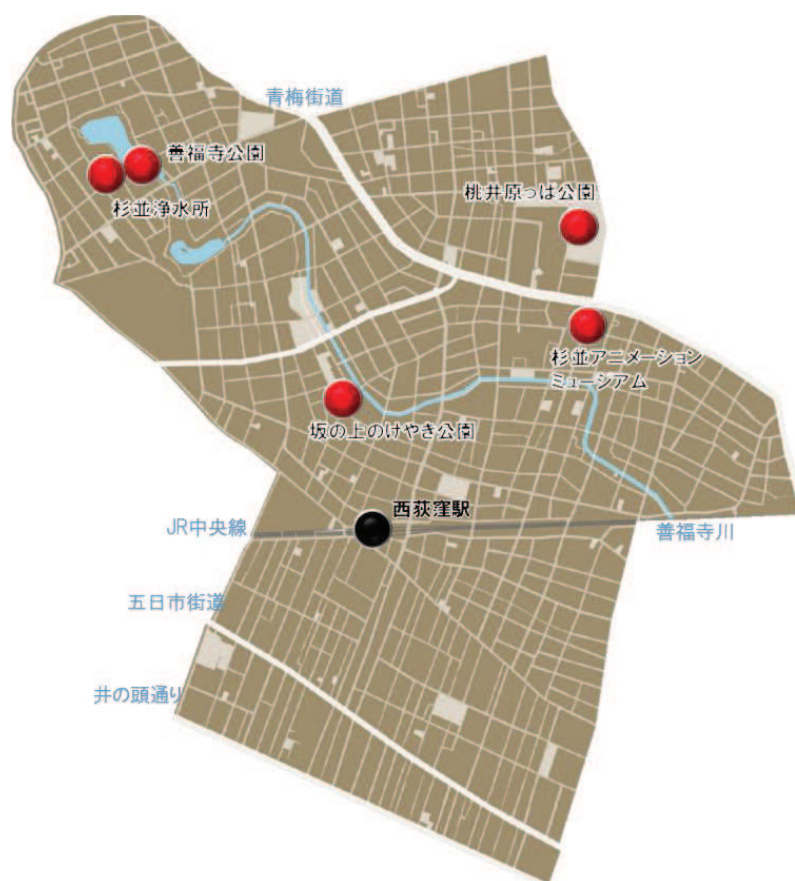 青梅街道
善福寺公園
桃井原っぱ公園
杉並浄水所
杉並アニメーション
ミュージアム
坂の上のけやき公園
西荻窪駅
JR中央線
善福寺川
五日市街道
井の頭通り